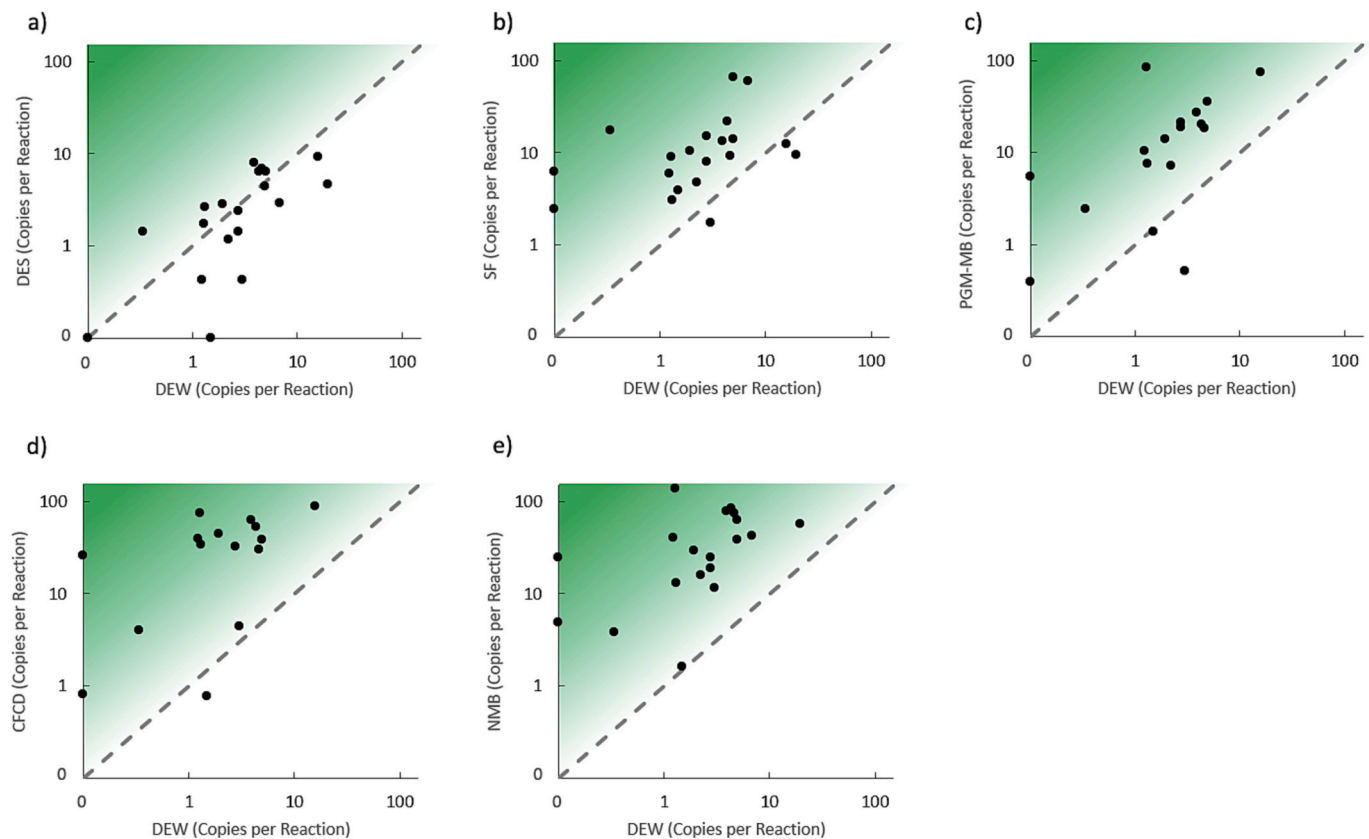 a)
100
10
1
0
DES (Copies per Reaction)
0 1 10 100
DEW (Copies per Reaction)
b)
100
10
1
0
SF (Copies per Reaction)
0 1 10 100
DEW (Copies per Reaction)
c)
100
10
1
0
PGM-MB (Copies per Reaction)
0 1 10 100
DEW (Copies per Reaction)
d)
100
10
1
0
CFCD (Copies per Reaction)
0 1 10 100
DEW (Copies per Reaction)
e)
100
10
1
0
NMB (Copies per Reaction)
0 1 10 100
DEW (Copies per Reaction)